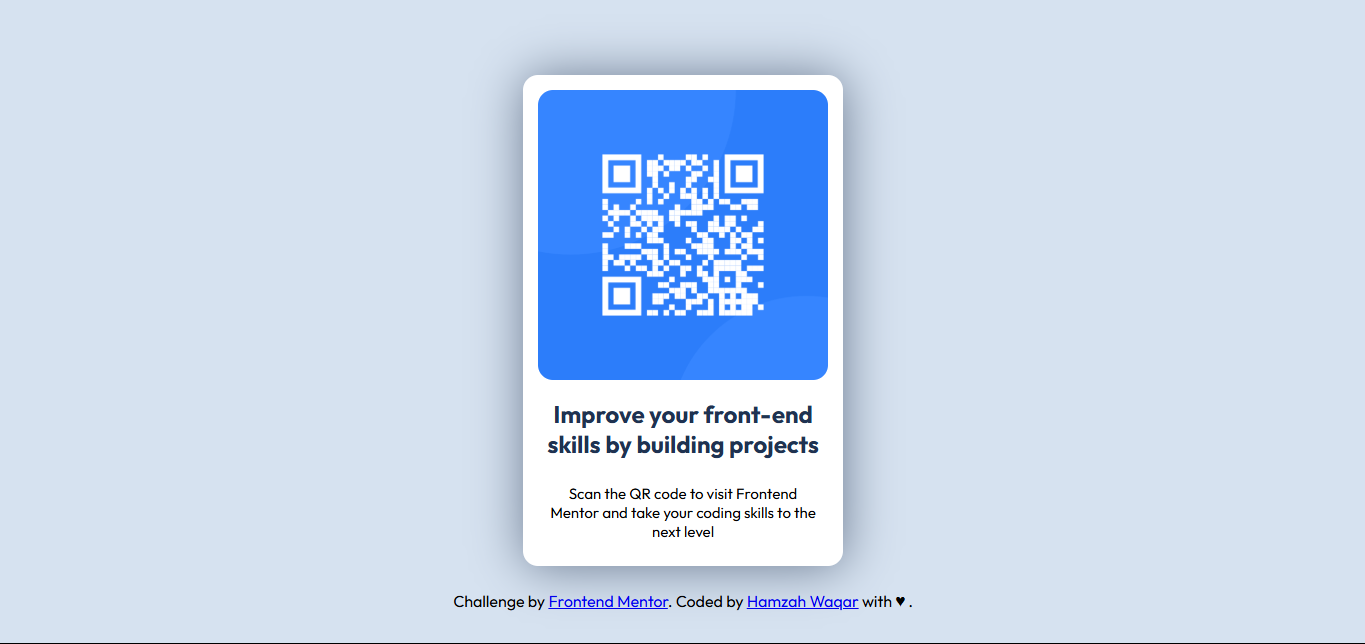 Improve your front-end
skills by building projects
Scan the QR code to visit Frontend
Mentor and take your coding skills to the
next level
Challenge by Frontend Mentor. Coded by Hamzah Waqar with ♥ .